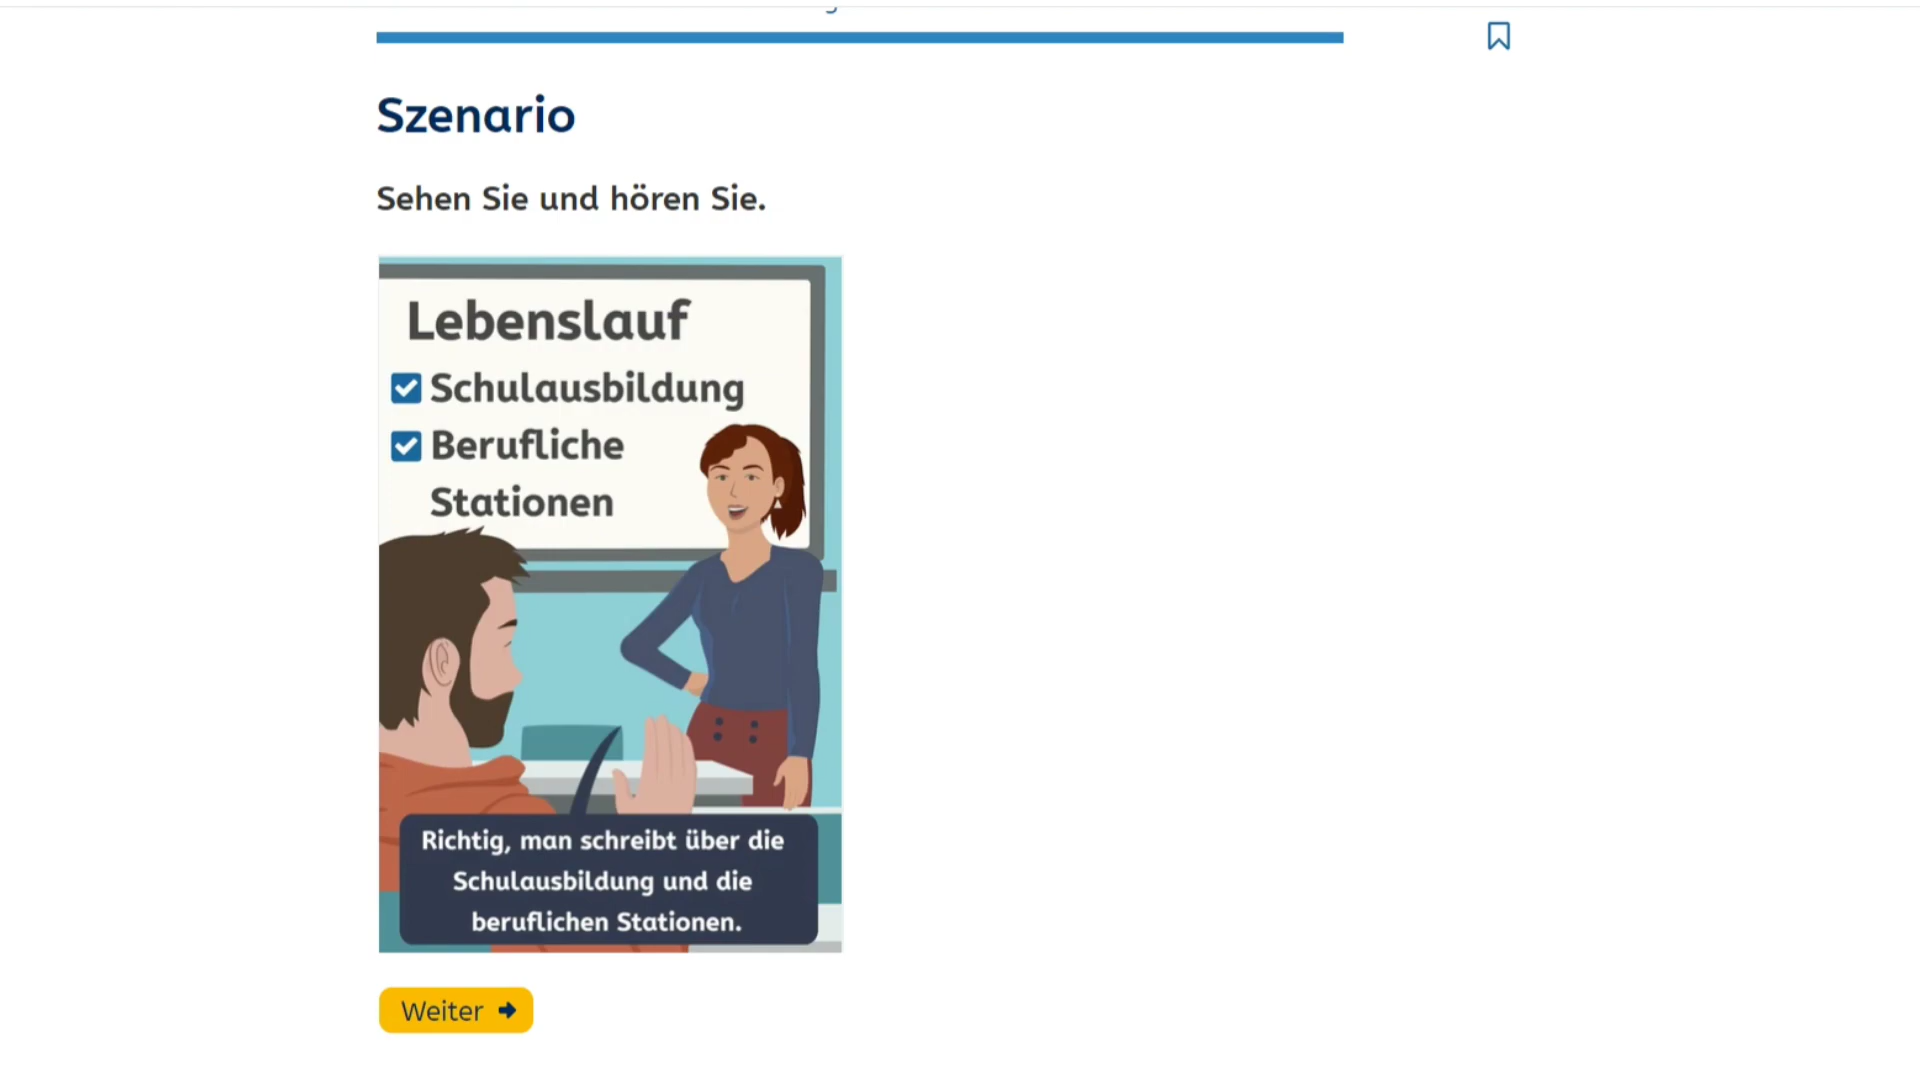 Szenario
Sehen Sie und hören Sie.
Lebenslauf
Schulausbildung
Berufliche
Stationen
Richtig, man schreibt über die
Schulausbildung und die
beruflichen Stationen.
Weiter